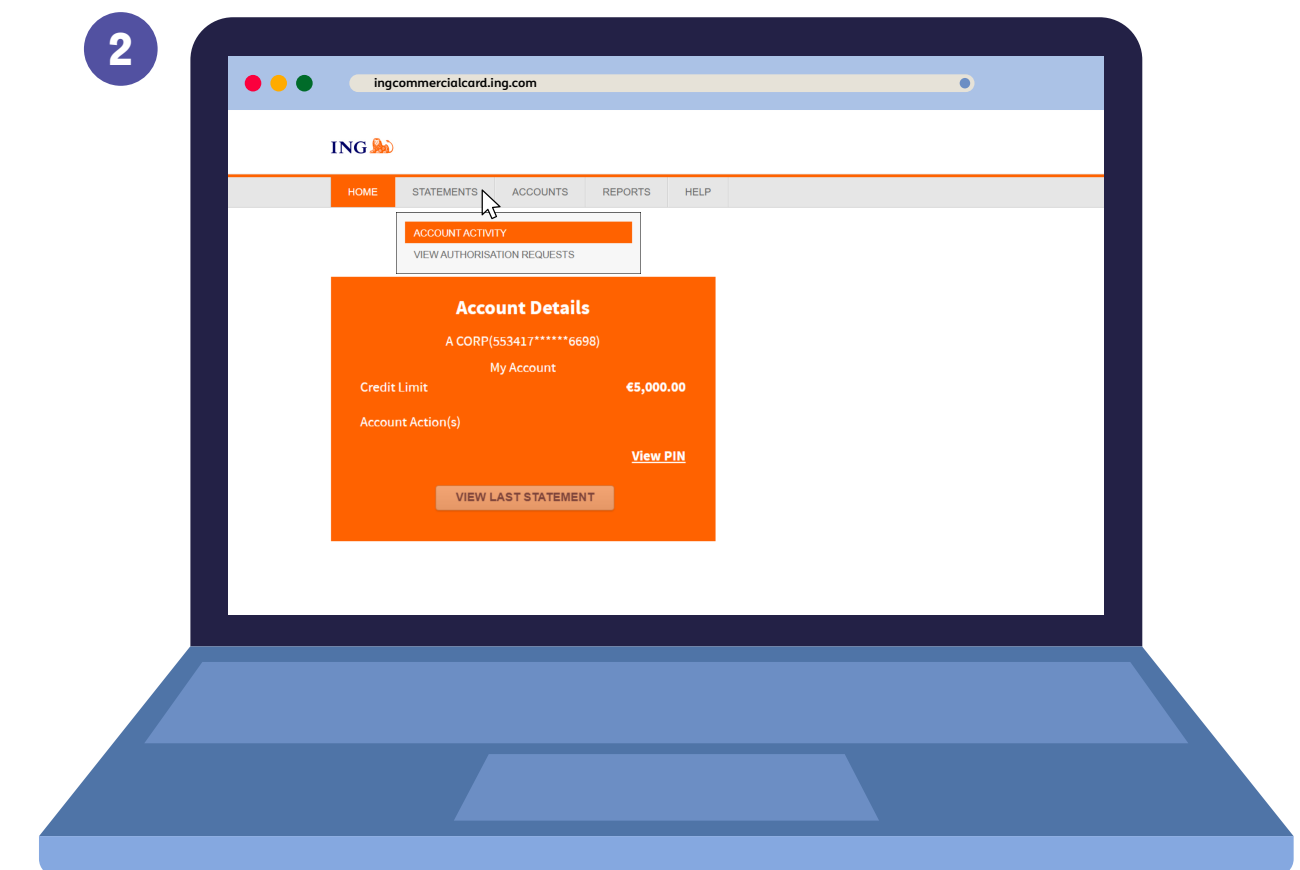 2
ingcommercialcard.ing.com
ING
HOME STATEMENTS ACCOUNTS REPORTS HELP
ACCOUNT ACTIVITY
VIEW AUTHORISATION REQUESTS
Account Details
A CORP(553417******6698)
My Account
Credit Limit €5,000.00
Account Action(s)
View PIN
VIEW LAST STATEMENT